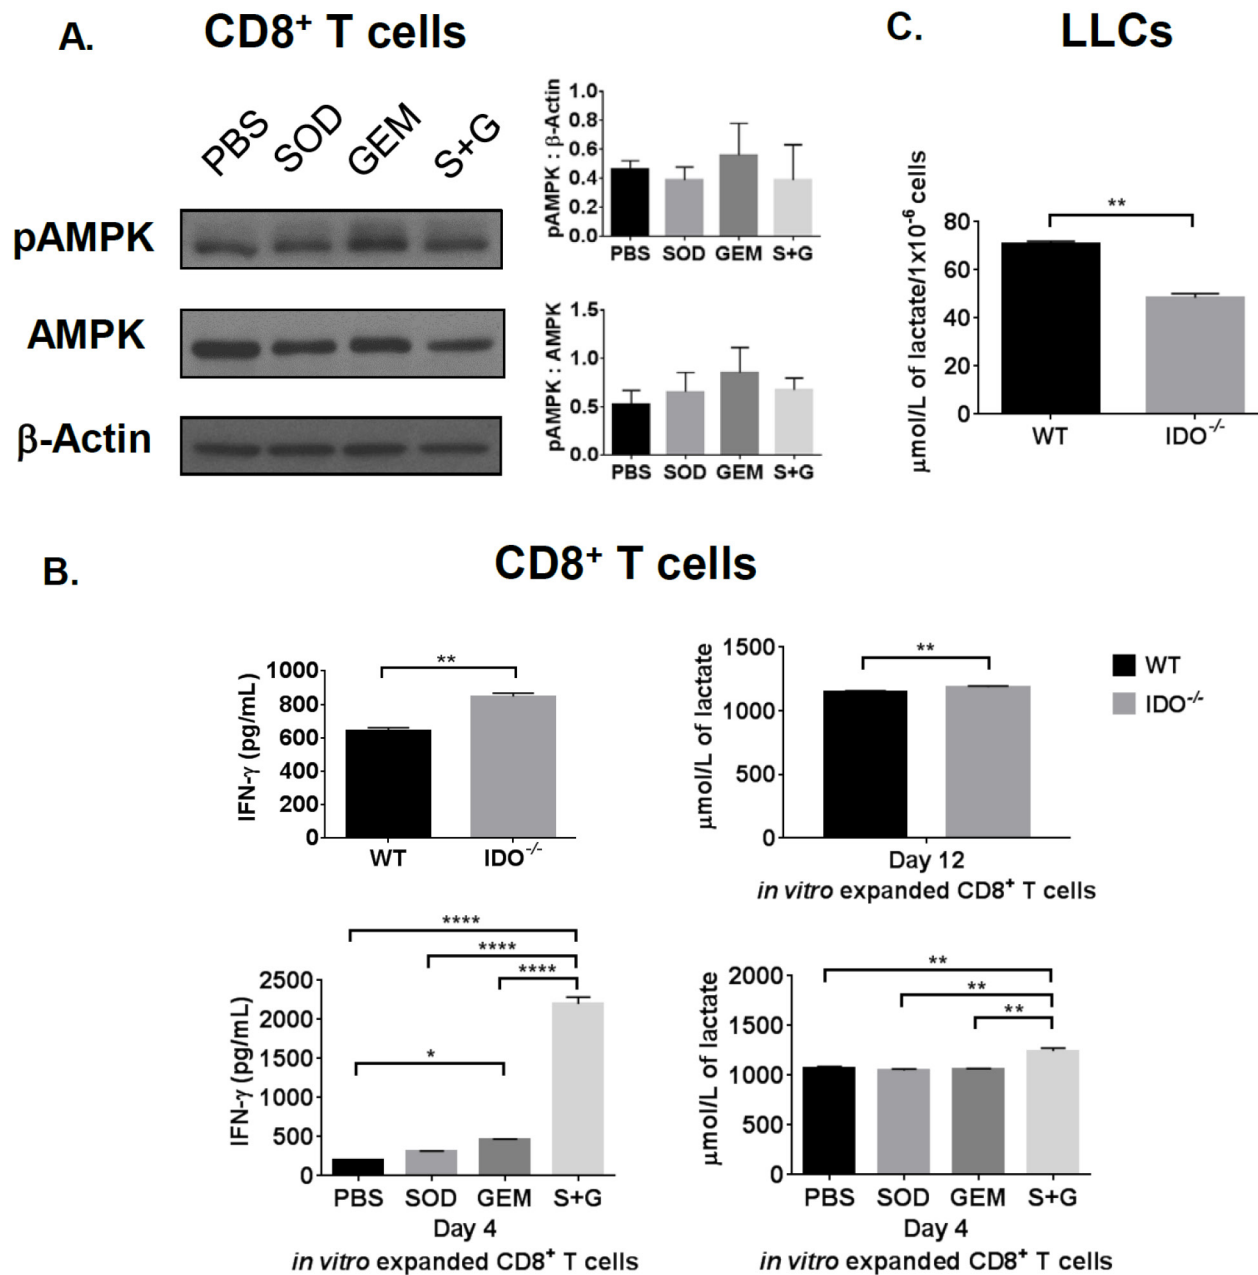 A. CD8⁺ T cells
PBS SOD GEM S+G
pAMPK
AMPK
β-Actin
pAMPK : β-Actin
1.0
0.8
0.6
0.4
0.2
0.0
PBS SOD GEM S+G
pAMPK : AMPK
1.5
1.0
0.5
0.0
PBS SOD GEM S+G
C. LLCs
µmol/L of lactate/1x10⁻⁶ cells
80
60
40
20
0
**
WT IDO⁻/⁻
B. CD8⁺ T cells
IFN-γ (pg/mL)
1000
800
600
400
200
0
**
WT IDO⁻/⁻
µmol/L of lactate
1500
1000
500
0
**
Day 12
in vitro expanded CD8⁺ T cells
WT
IDO⁻/⁻
IFN-γ (pg/mL)
2500
2000
1500
1000
500
0
****
****
****
*
PBS SOD GEM S+G
Day 4
in vitro expanded CD8⁺ T cells
µmol/L of lactate
2000
1500
1000
500
0
**
**
**
PBS SOD GEM S+G
Day 4
in vitro expanded CD8⁺ T cells